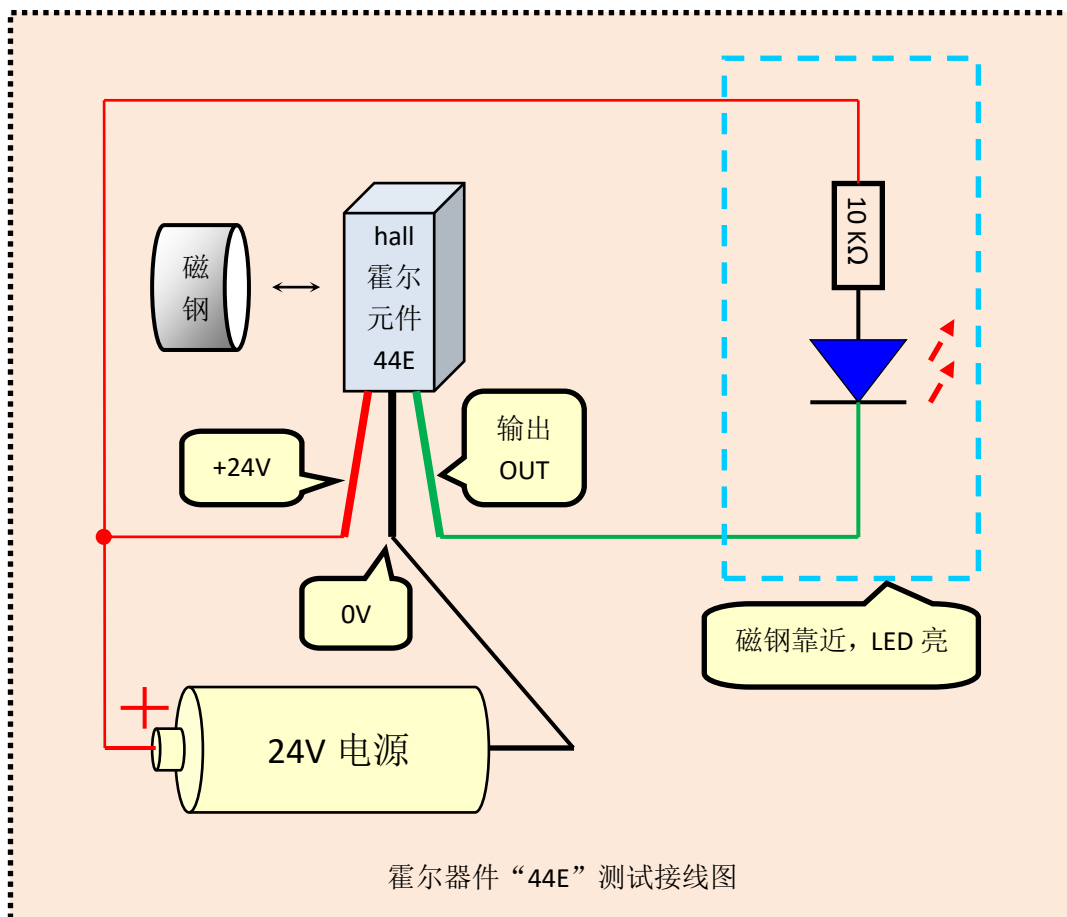 10 KΩ
hall
霍尔
元件
44E
磁
钢
输出
OUT
+24V
0V
磁钢靠近，LED 亮
+
24V 电源
霍尔器件“44E”测试接线图